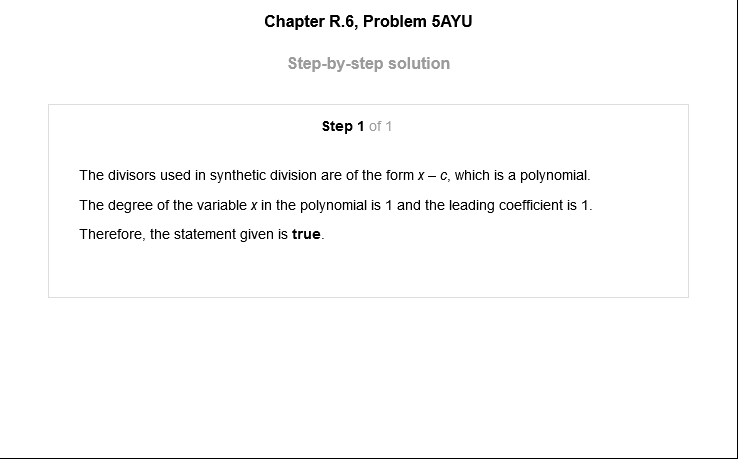 Chapter R.6, Problem 5AYU
Step-by-step solution
Step 1 of 1
The divisors used in synthetic division are of the form x – c, which is a polynomial.
The degree of the variable x in the polynomial is 1 and the leading coefficient is 1.
Therefore, the statement given is true.